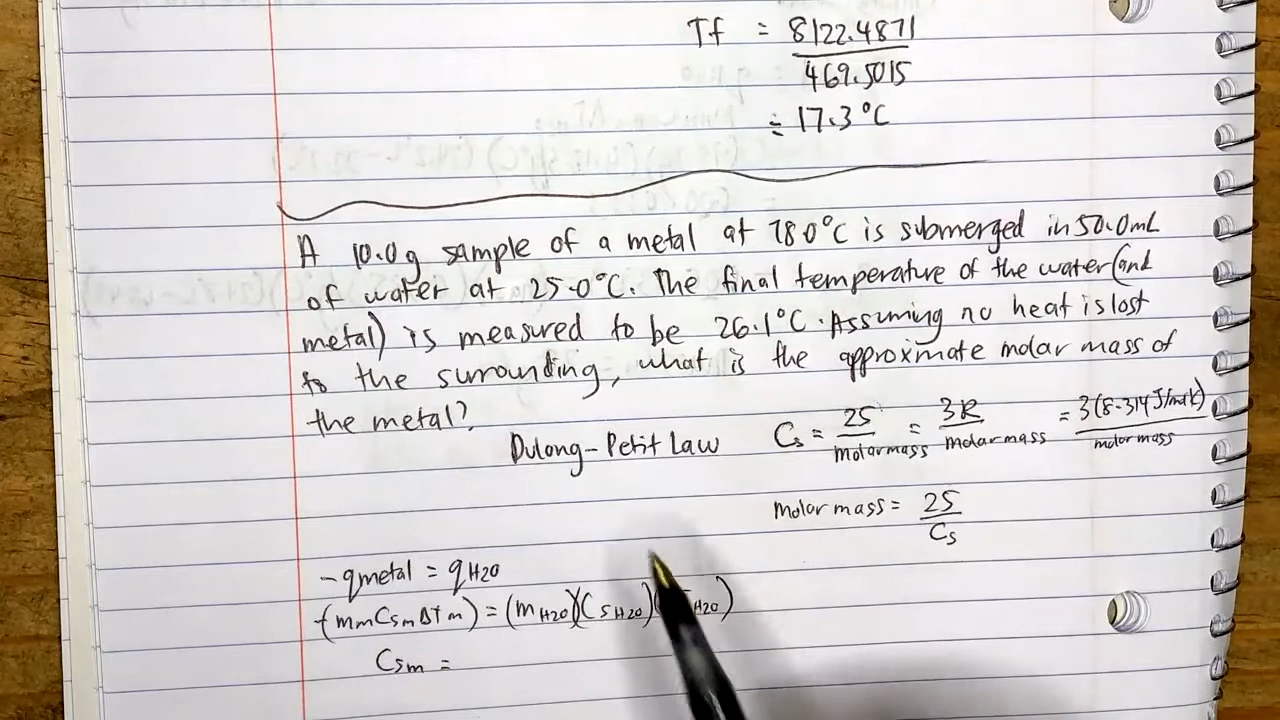 Tf = 8122.4871
469.5015
= 17.3°C
A 10.0g sample of a metal at 78.0°C is submerged in 50.0mL
of water at 25.0°C. The final temperature of the water (and
metal) is measured to be 26.1°C. Assuming no heat is lost
to the surrounding, what is the approximate molar mass of
the metal?
Dulong-Petit Law Cs = 25/molar mass = 3R/molar mass = 3(8.314 J/molK)/molar mass
molar mass = 25/Cs
-qmetal = qH2O
-(mmCsmΔTm) = (mH2O)(CsH2O)( H2O)
Csm =